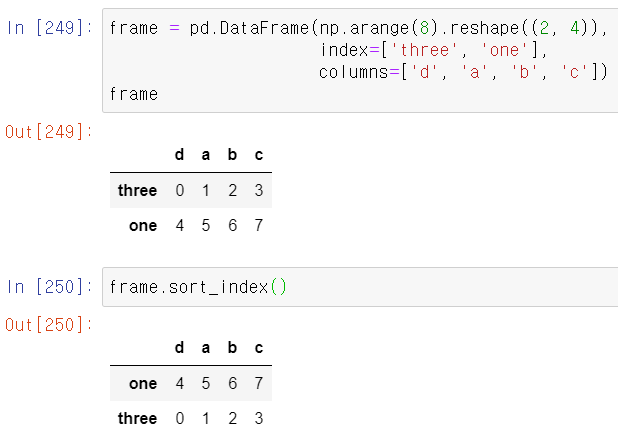 In [249]: frame = pd.DataFrame(np.arange(8).reshape((2, 4)),
index=['three', 'one'],
columns=['d', 'a', 'b', 'c'])
frame
Out[249]:
d a b c
three 0 1 2 3
one 4 5 6 7
In [250]: frame.sort_index()
Out[250]:
d a b c
one 4 5 6 7
three 0 1 2 3